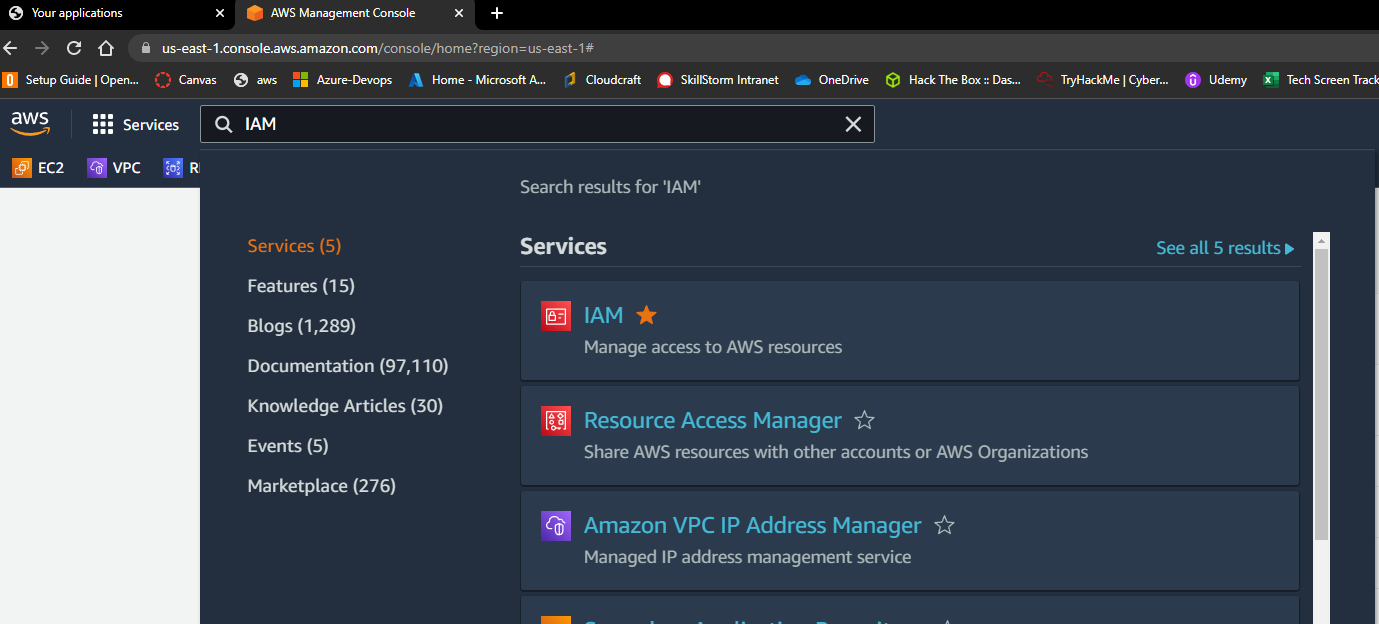 Your applications
AWS Management Console
us-east-1.console.aws.amazon.com/console/home?region=us-east-1#
Setup Guide | Open...
Canvas
aws
Azure-Devops
Home - Microsoft A...
Cloudcraft
SkillStorm Intranet
OneDrive
Hack The Box :: Das...
TryHackMe | Cyber...
Udemy
Tech Screen Track
aws
Services
IAM
EC2
VPC
Search results for 'IAM'
Services (5)
Features (15)
Blogs (1,289)
Documentation (97,110)
Knowledge Articles (30)
Events (5)
Marketplace (276)
Services
See all 5 results
IAM
Manage access to AWS resources
Resource Access Manager
Share AWS resources with other accounts or AWS Organizations
Amazon VPC IP Address Manager
Managed IP address management service